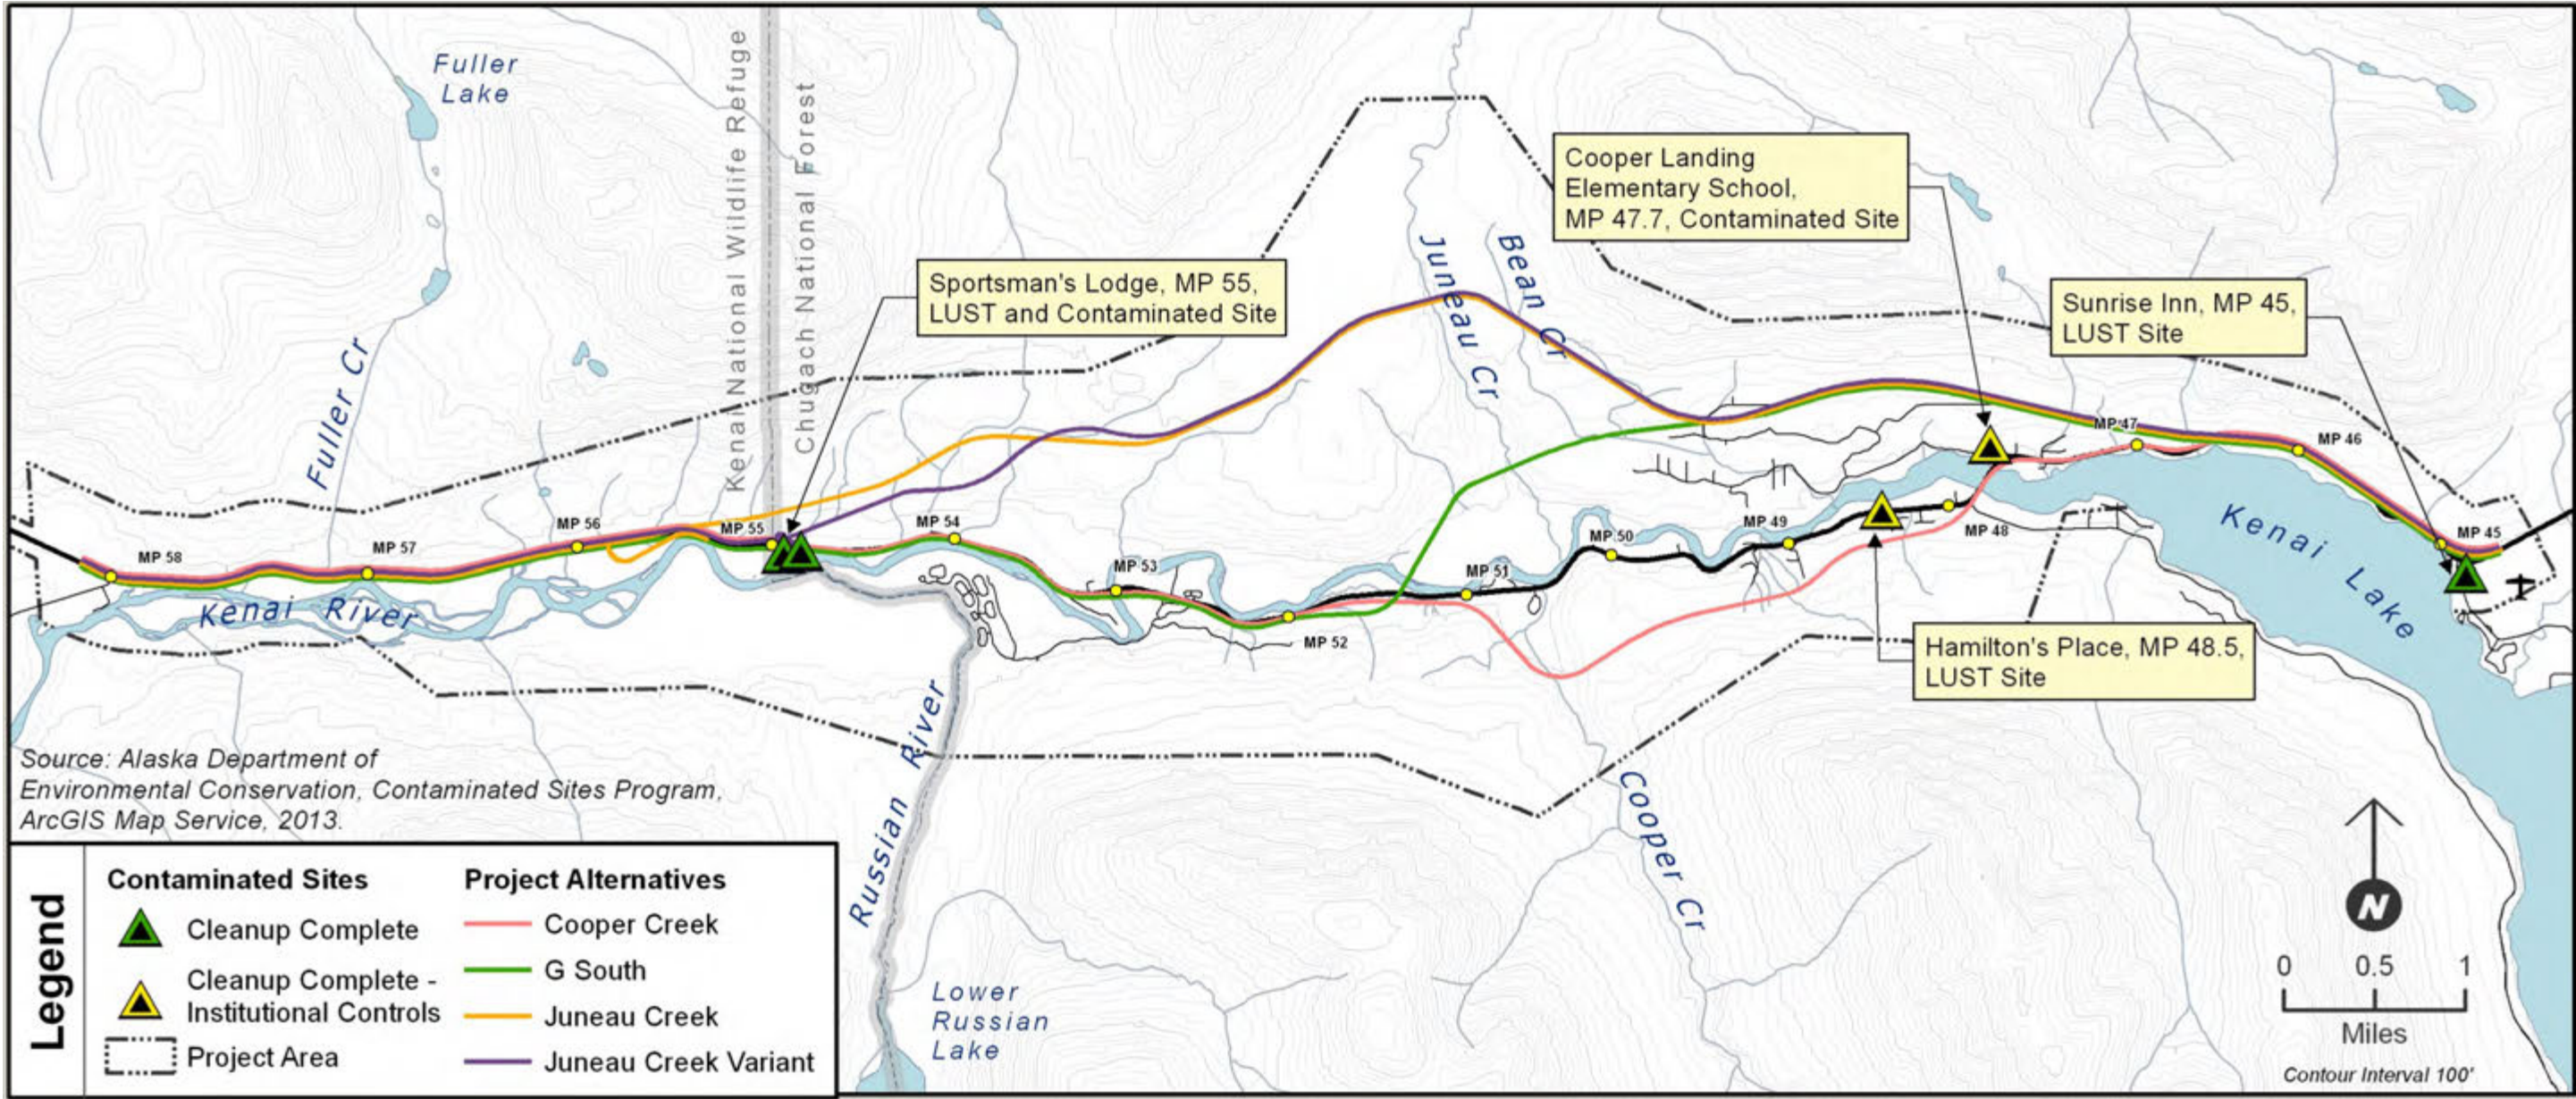 Fuller
Lake
Kenai National Wildlife Refuge
Chugach National Forest
Cooper Landing
Elementary School,
MP 47.7, Contaminated Site
Sportsman's Lodge, MP 55,
LUST and Contaminated Site
Juneau Cr
Bean Cr
Sunrise Inn, MP 45,
LUST Site
Fuller Cr
MP 58
MP 57
MP 56
MP 55
MP 54
MP 53
MP 52
MP 51
MP 50
MP 49
MP 48
MP 47
MP 46
MP 45
Kenai River
Kenai Lake
Hamilton's Place, MP 48.5,
LUST Site
Russian River
Cooper Cr
Lower
Russian
Lake
Source: Alaska Department of
Environmental Conservation, Contaminated Sites Program,
ArcGIS Map Service, 2013.
Legend
Contaminated Sites
Cleanup Complete
Cleanup Complete -
Institutional Controls
Project Area
Project Alternatives
Cooper Creek
G South
Juneau Creek
Juneau Creek Variant
N
0 0.5 1
Miles
Contour Interval 100'